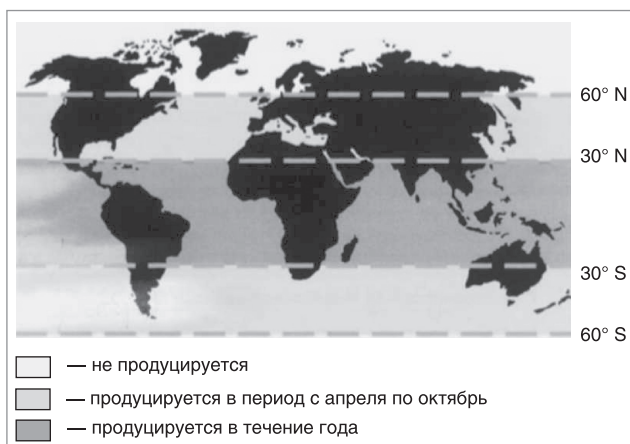 60° N
30° N
30° S
60° S
— не продуцируется
— продуцируется в период с апреля по октябрь
— продуцируется в течение года